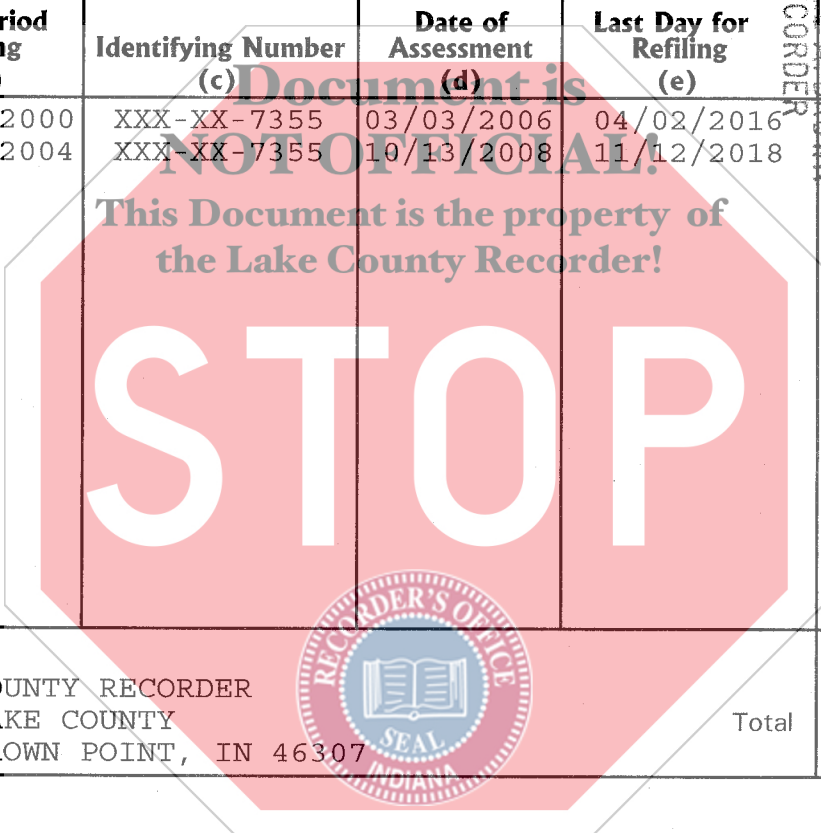 riod
ng
Identifying Number
(c)
Date of
Assessment
(d)
Last Day for
Refiling
(e)
CORDER
Document is
2000 XXX-XX-7355 03/03/2006 04/02/2016
NOT OFFICIAL!
2004 XXX-XX-7355 10/13/2008 11/12/2018
This Document is the property of
the Lake County Recorder!
STOP
RECORDER'S OFFICE
SEAL
INDIANA
OUNTY RECORDER
AKE COUNTY
Total
OWN POINT, IN 46307